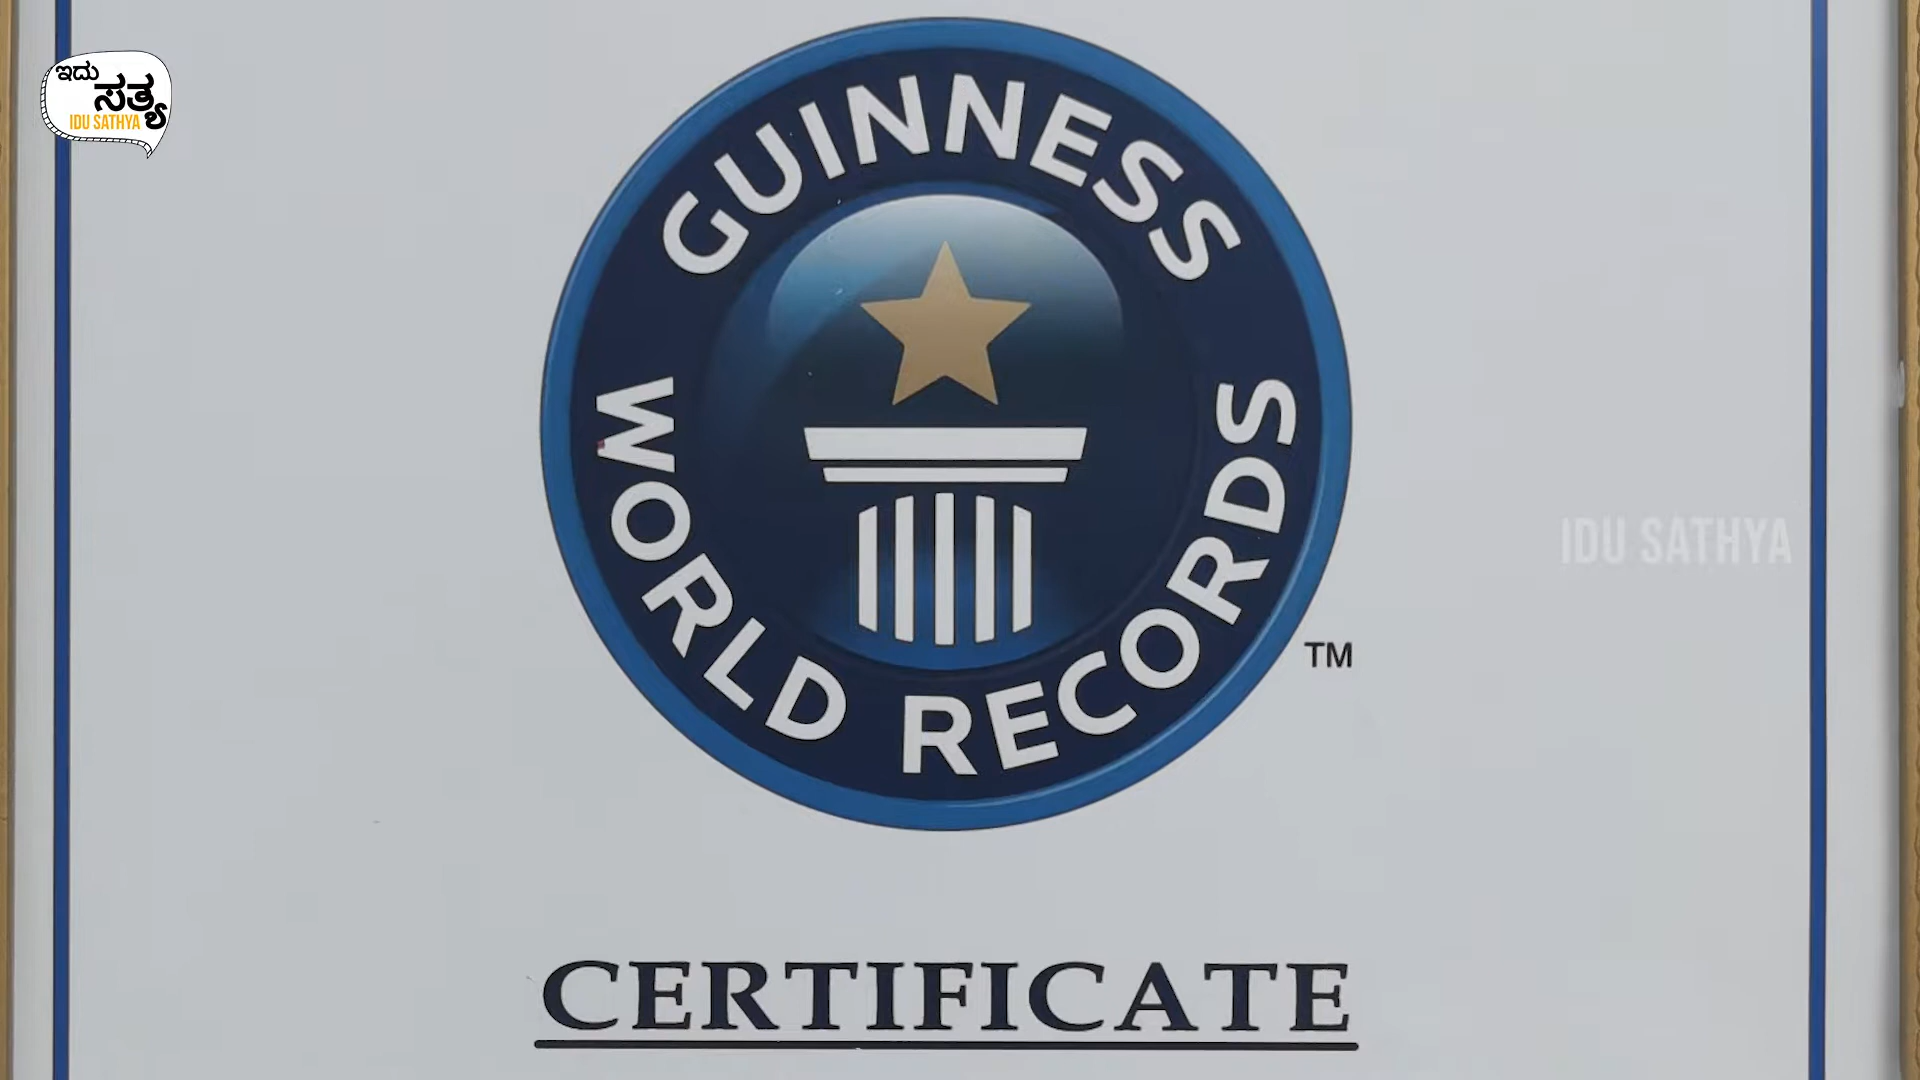 ಇದು
ಸತ್ಯ
IDU SATHYA
GUINNESS
WORLD RECORDS
TM
IDU SATHYA
CERTIFICATE